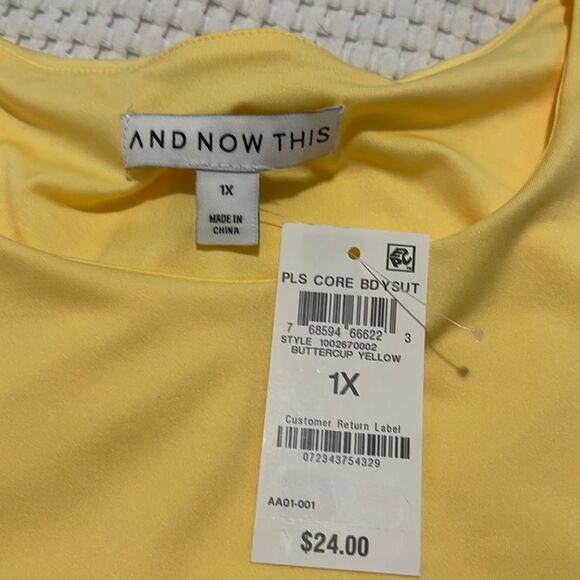 AND NOW THIS
1X
MADE IN
CHINA
PLS CORE BDYSUT
7 68594 66622 3
STYLE 1002670002
BUTTERCUP YELLOW
1X
Customer Return Label
072343754329
AA01-001
$24.00